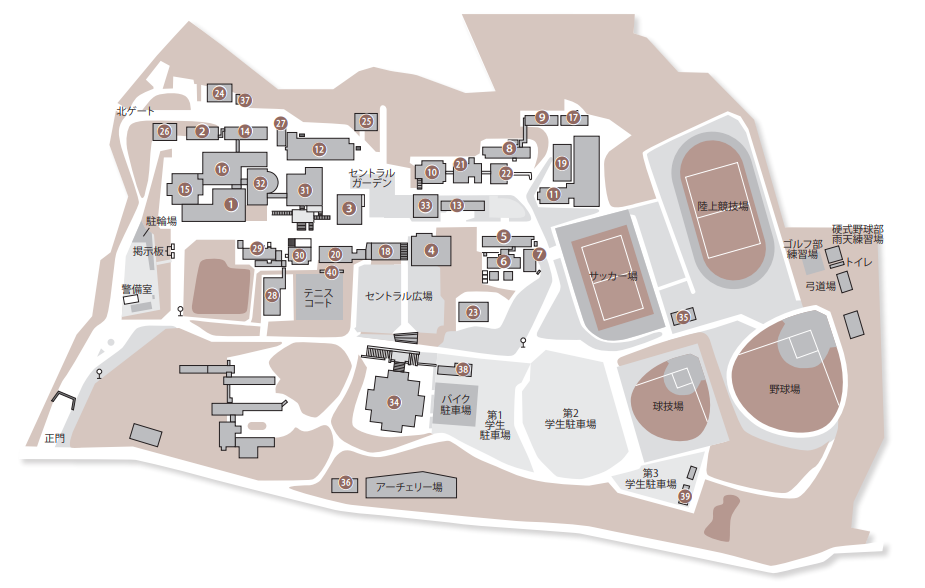 24
37
北ゲート
26
2
14
27
25
9
17
12
8
16
10
21
22
19
セントラル
ガーデン
15
32
31
1
3
33
13
11
陸上競技場
駐輪場
掲示板
29
30
20
18
4
5
6
7
硬式野球部
雨天練習場
ゴルフ部
練習場
トイレ
弓道場
サッカー場
40
警備室
28
テニス
コート
セントラル広場
23
35
38
34
バイク
駐車場
第1
学生
駐車場
第2
学生駐車場
球技場
野球場
正門
36
アーチェリー場
第3
学生駐車場
39